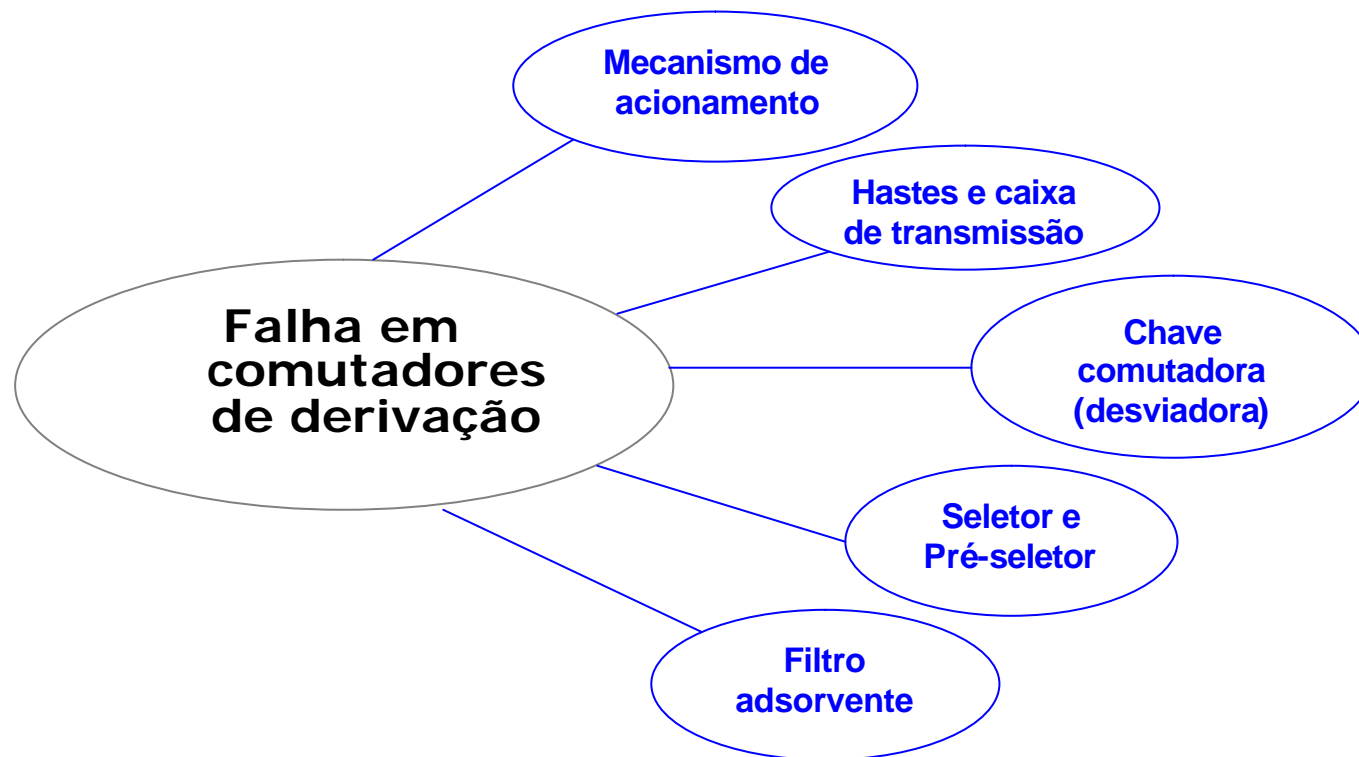 Mecanismo de
acionamento
Hastes e caixa
de transmissão
Falha em
comutadores
de derivação
Chave
comutadora
(desviadora)
Seletor e
Pré-seletor
Filtro
adsorvente